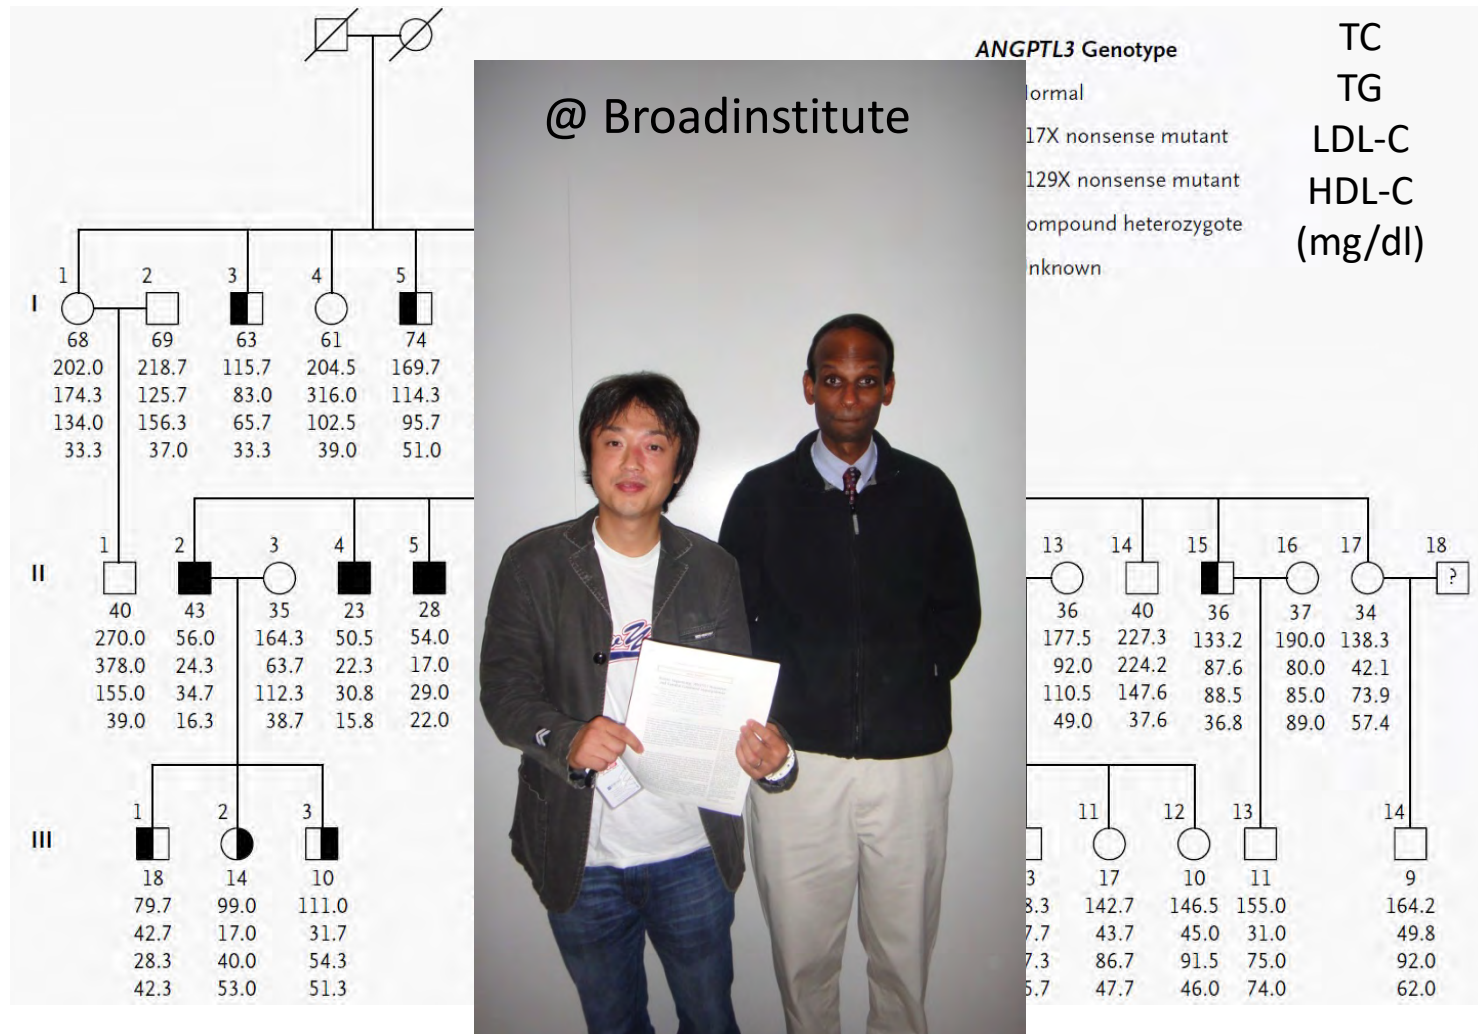 TC
ANGPTL3 Genotype
TG
ormal
@ Broadinstitute
17X nonsense mutant
LDL-C
129X nonsense mutant
HDL-C
ompound heterozygote
(mg/dl)
nknown
1 2 3 4 5
I
68 69 63 61 74
202.0 218.7 115.7 204.5 169.7
174.3 125.7 83.0 316.0 114.3
134.0 156.3 65.7 102.5 95.7
33.3 37.0 33.3 39.0 51.0
1 2 3 4 5 13 14 15 16 17 18
II ?
40 43 35 23 28 36 40 36 37 34
270.0 56.0 164.3 50.5 54.0 177.5 227.3 133.2 190.0 138.3
378.0 24.3 63.7 22.3 17.0 92.0 224.2 87.6 80.0 42.1
155.0 34.7 112.3 30.8 29.0 110.5 147.6 88.5 85.0 73.9
39.0 16.3 38.7 15.8 22.0 49.0 37.6 36.8 89.0 57.4
1 2 3 11 12 13 14
III
18 14 10 3 17 10 11 9
79.7 99.0 111.0 8.3 142.7 146.5 155.0 164.2
42.7 17.0 31.7 7.7 43.7 45.0 31.0 49.8
28.3 40.0 54.3 7.3 86.7 91.5 75.0 92.0
42.3 53.0 51.3 5.7 47.7 46.0 74.0 62.0